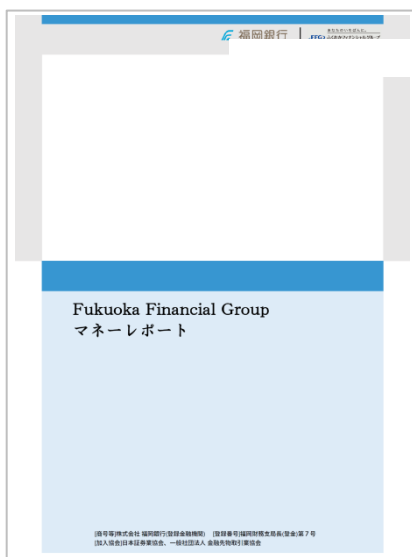 福岡銀行
Fukuoka Financial Group
マネーレポート
[商号等]株式会社 福岡銀行(登録金融機関) [登録番号]福岡財務支局長(登金)第7号
[加入協会]日本証券業協会、一般社団法人 金融先物取引業協会